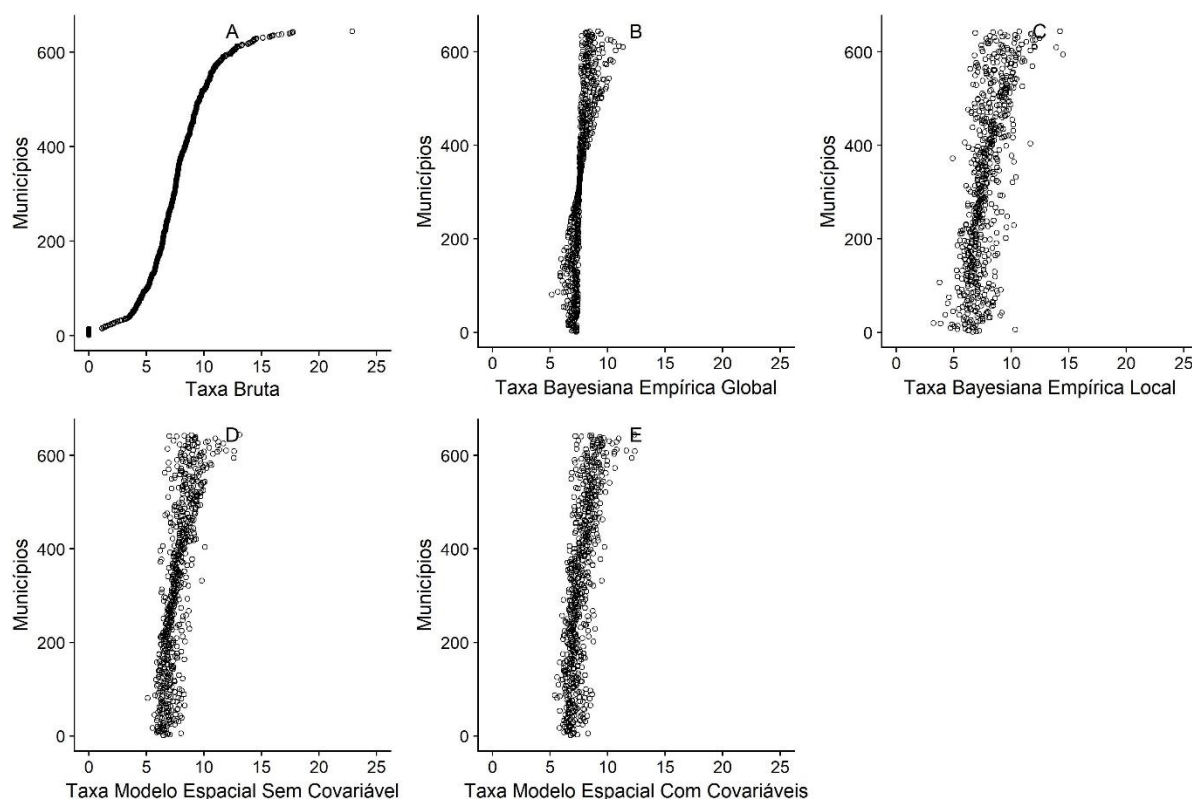 A
600
400
200
0
Municípios
0 5 10 15 20 25
Taxa Bruta
B
600
400
200
0
Municípios
0 5 10 15 20 25
Taxa Bayesiana Empírica Global
C
600
400
200
0
Municípios
0 5 10 15 20 25
Taxa Bayesiana Empírica Local
D
600
400
200
0
Municípios
0 5 10 15 20 25
Taxa Modelo Espacial Sem Covariável
E
600
400
200
0
Municípios
0 5 10 15 20 25
Taxa Modelo Espacial Com Covariáveis